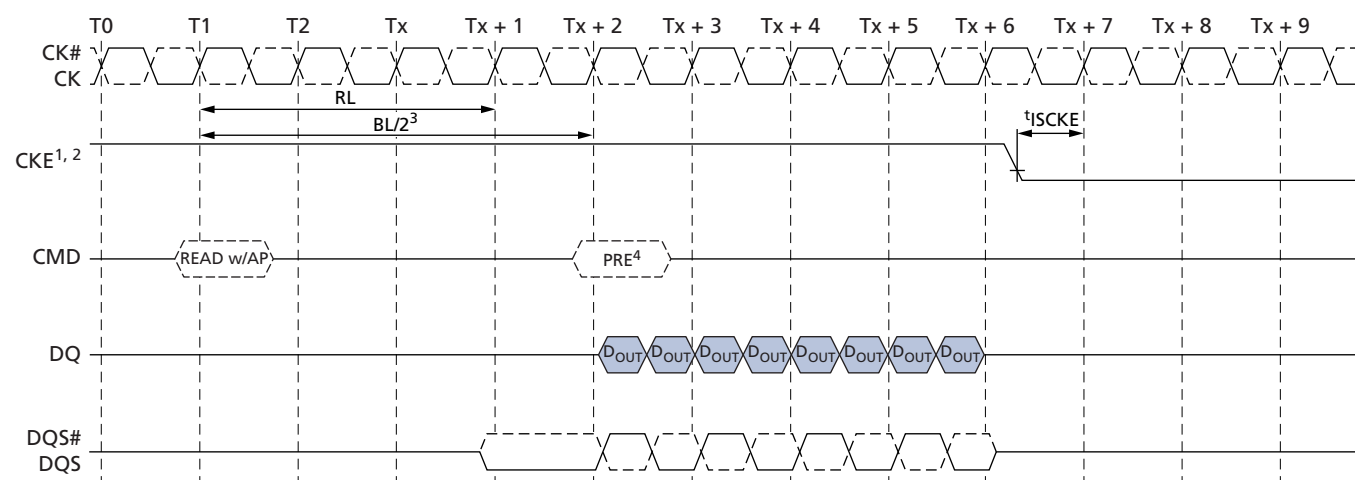 T0 T1 T2 Tx Tx + 1 Tx + 2 Tx + 3 Tx + 4 Tx + 5 Tx + 6 Tx + 7 Tx + 8 Tx + 9
CK#
CK
RL
BL/2³
tISCKE
CKE1, 2
CMD
READ w/AP
PRE⁴
DQ
DOUT DOUT DOUT DOUT DOUT DOUT DOUT DOUT
DQS#
DQS